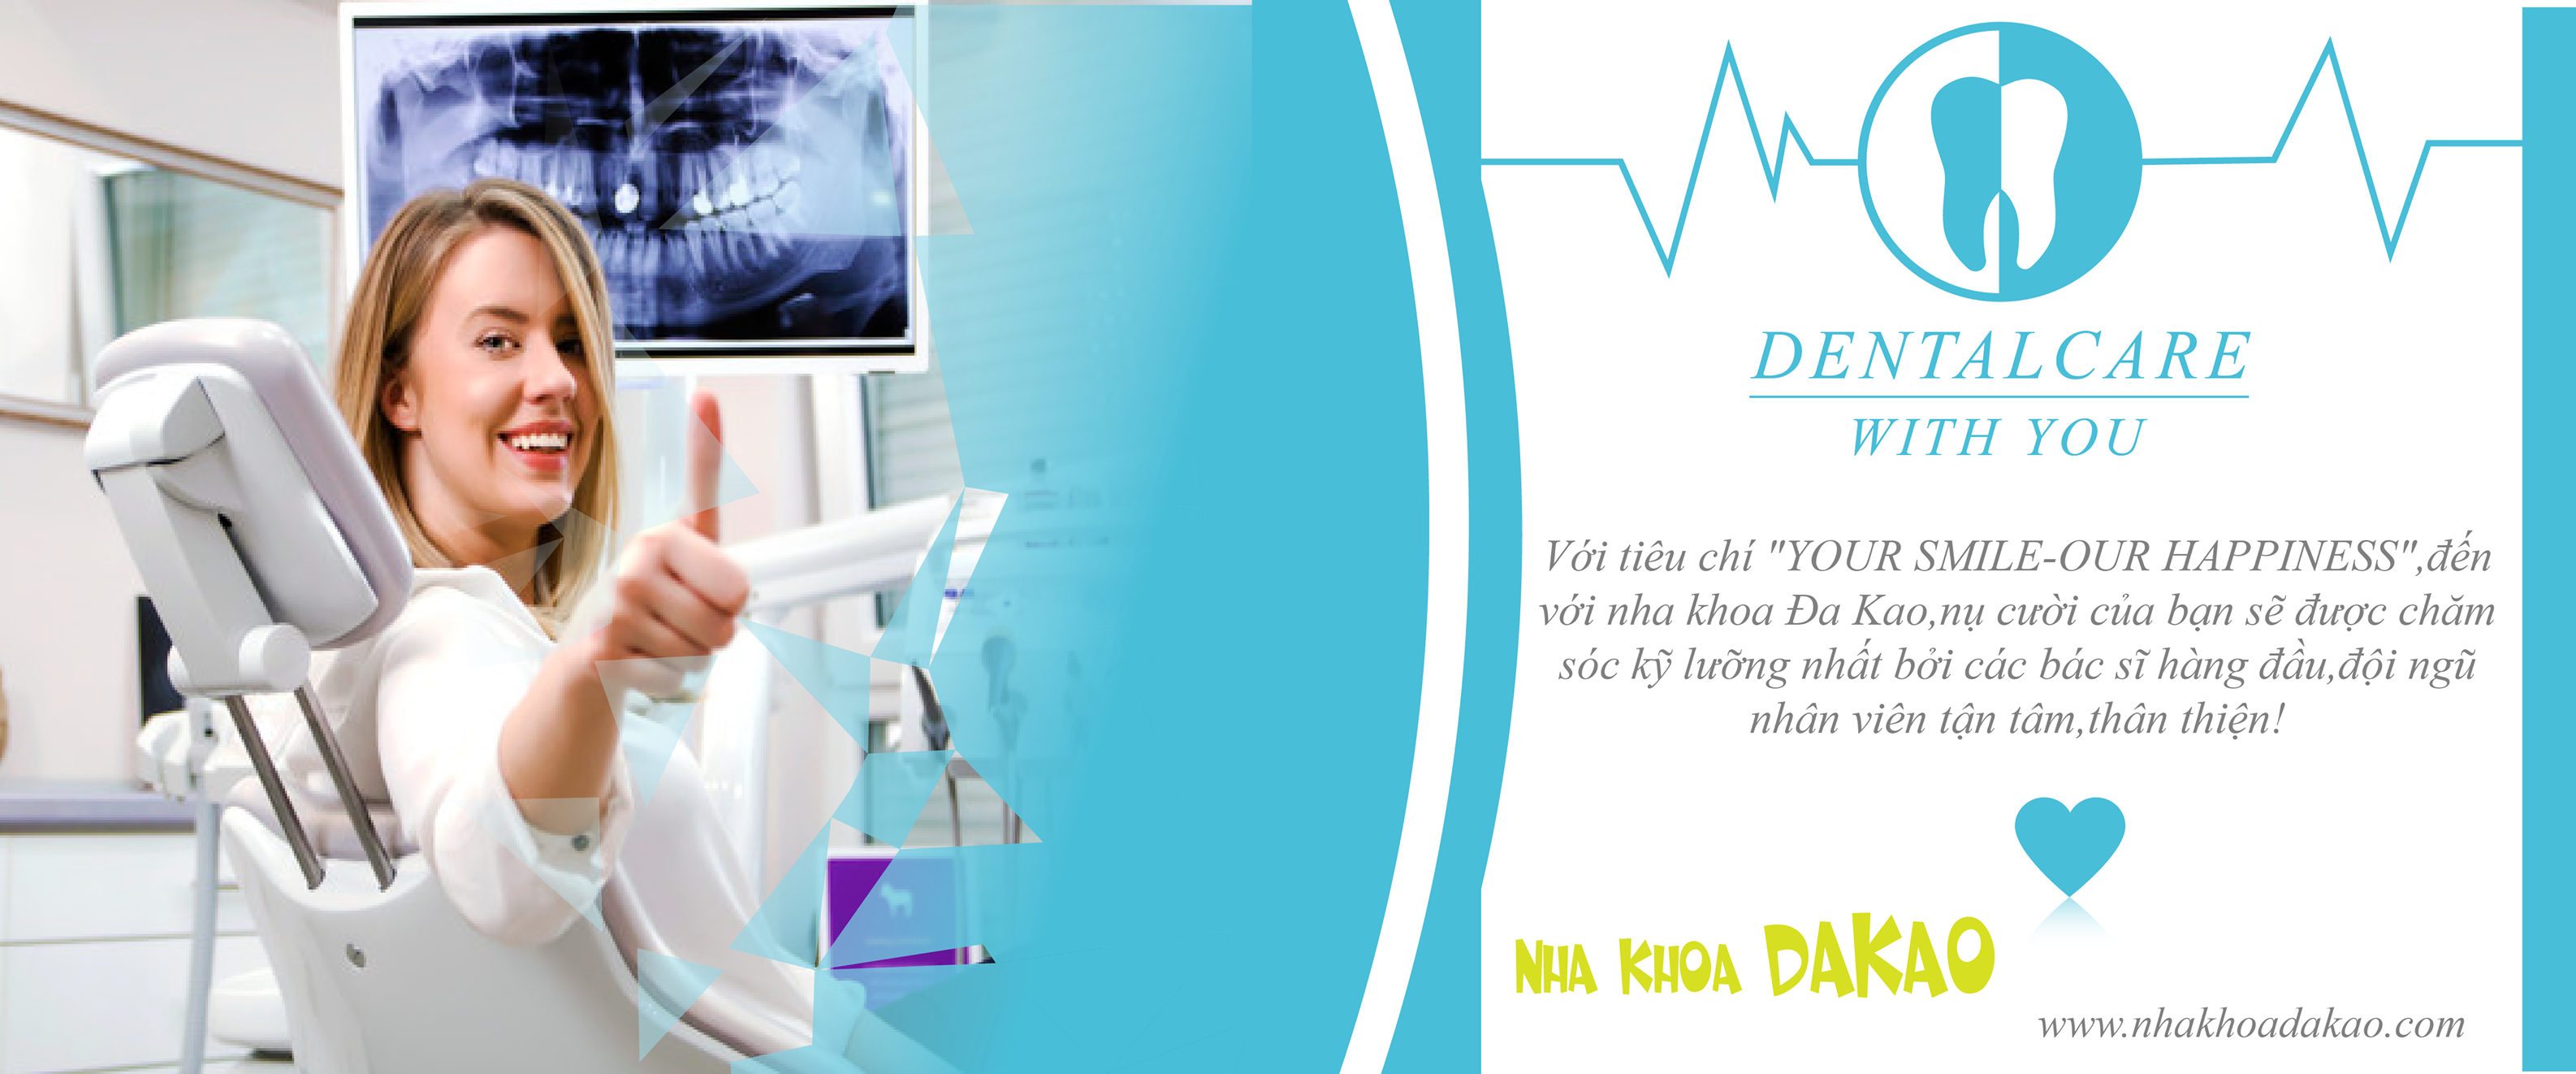 DENTALCARE
WITH YOU
Với tiêu chí "YOUR SMILE-OUR HAPPINESS",đến
với nha khoa Đa Kao,nụ cười của bạn sẽ được chăm
sóc kỹ lưỡng nhất bởi các bác sĩ hàng đầu,đội ngũ
nhân viên tận tâm,thân thiện!
NHA KHOA DAKAO
www.nhakhoadakao.com